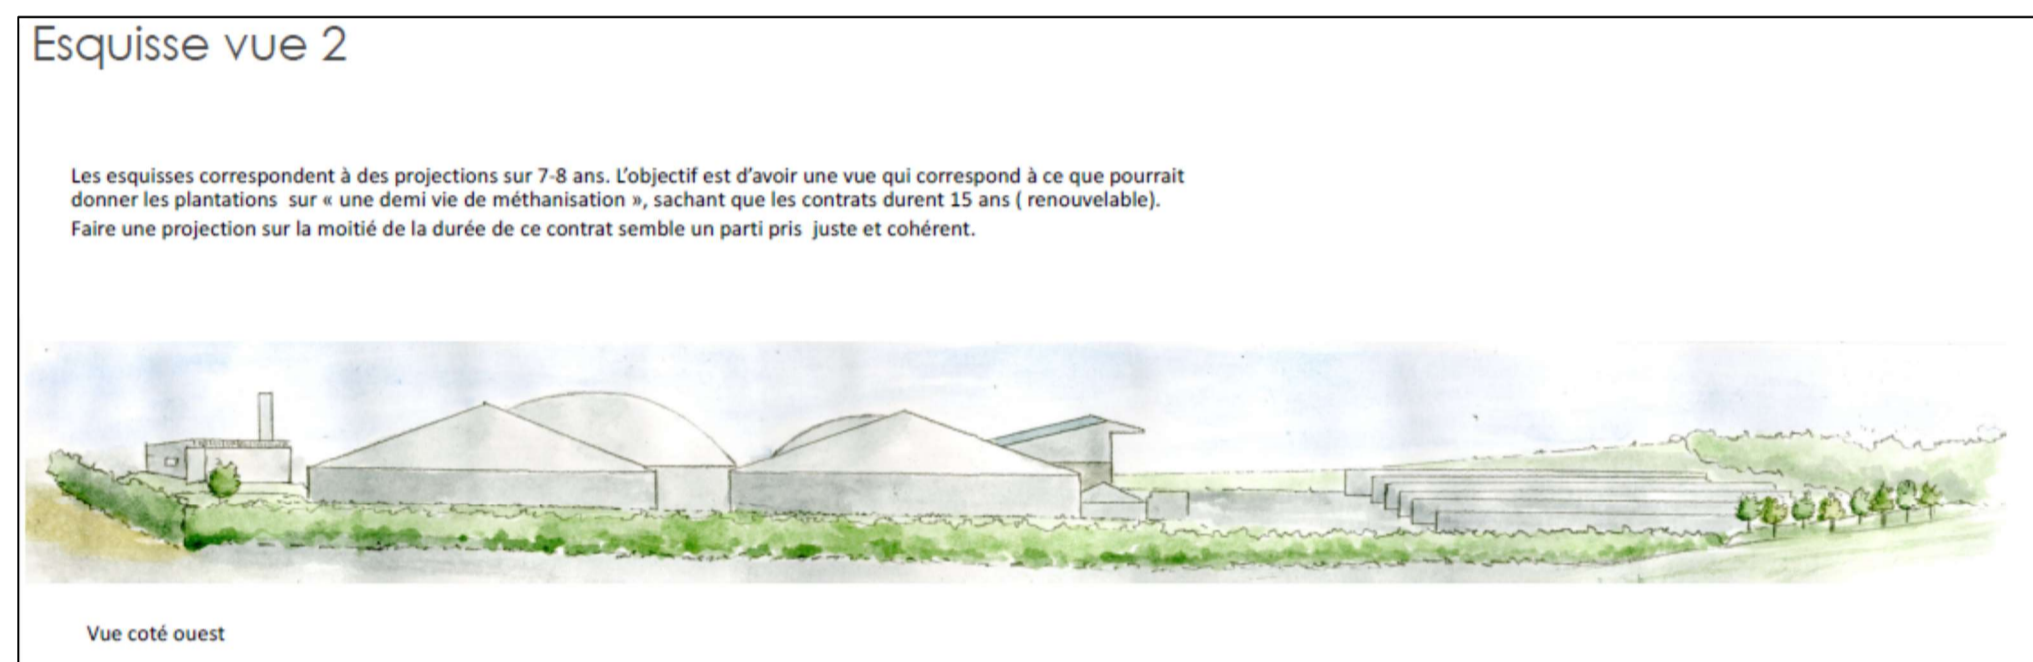 Esquisse vue 2
Les esquisses correspondent à des projections sur 7-8 ans. L’objectif est d’avoir une vue qui correspond à ce que pourrait
donner les plantations sur « une demi vie de méthanisation », sachant que les contrats durent 15 ans ( renouvelable).
Faire une projection sur la moitié de la durée de ce contrat semble un parti pris juste et cohérent.
Vue coté ouest